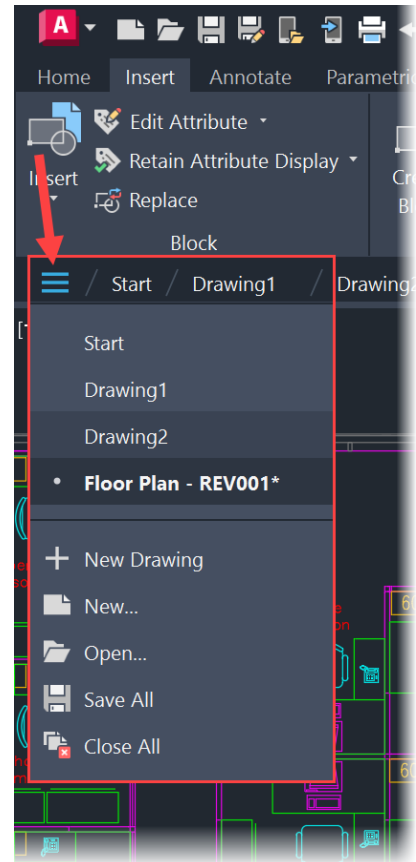 A
Home Insert Annotate Parametric
Edit Attribute
Insert
Retain Attribute Display
Replace
Block
Start Drawing1 Drawing2
Start
Drawing1
Drawing2
• Floor Plan - REV001*
New Drawing
New...
Open...
Save All
Close All